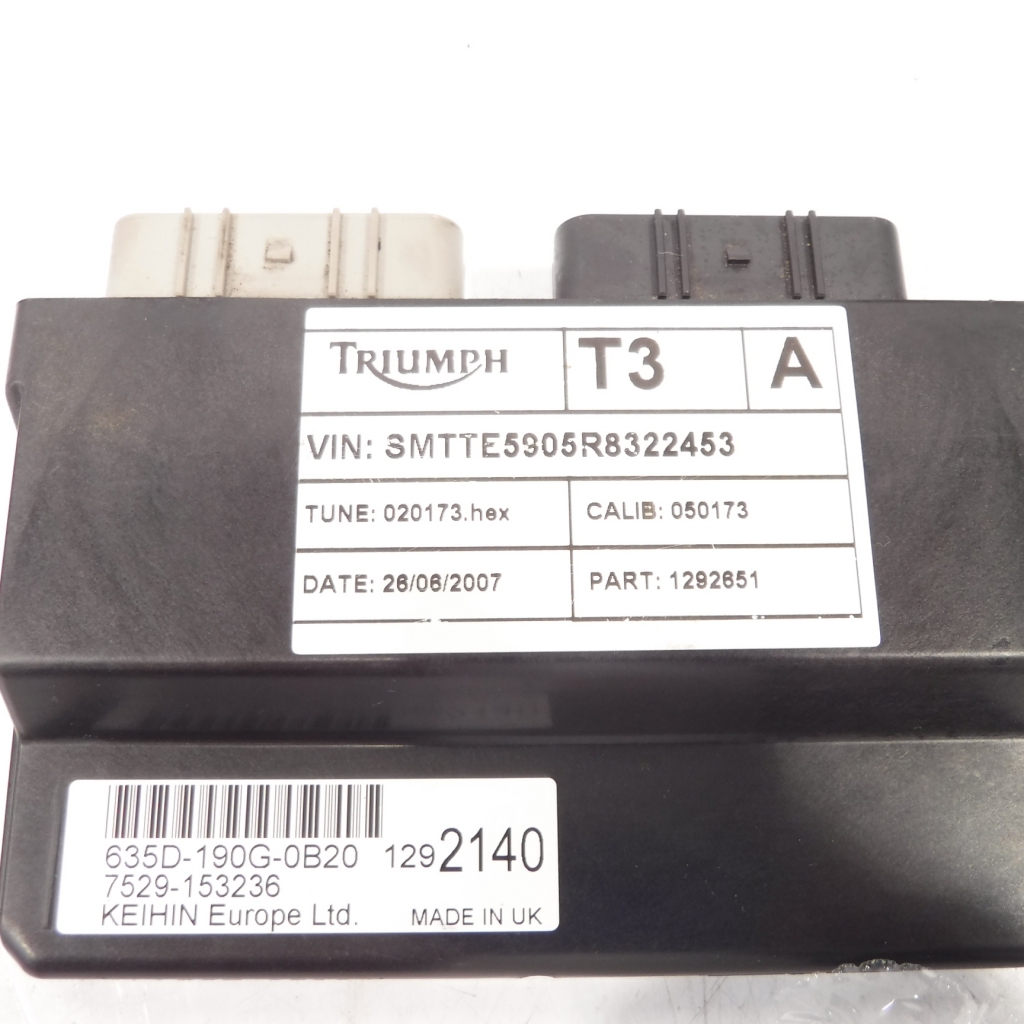 TRIUMPH T3 A
VIN: SMTTE5905R8322453
TUNE: 020173.hex CALIB: 050173
DATE: 26/06/2007 PART: 1292651
635D-190G-0B20 1292140
7529-153236
KEIHIN Europe Ltd. MADE IN UK